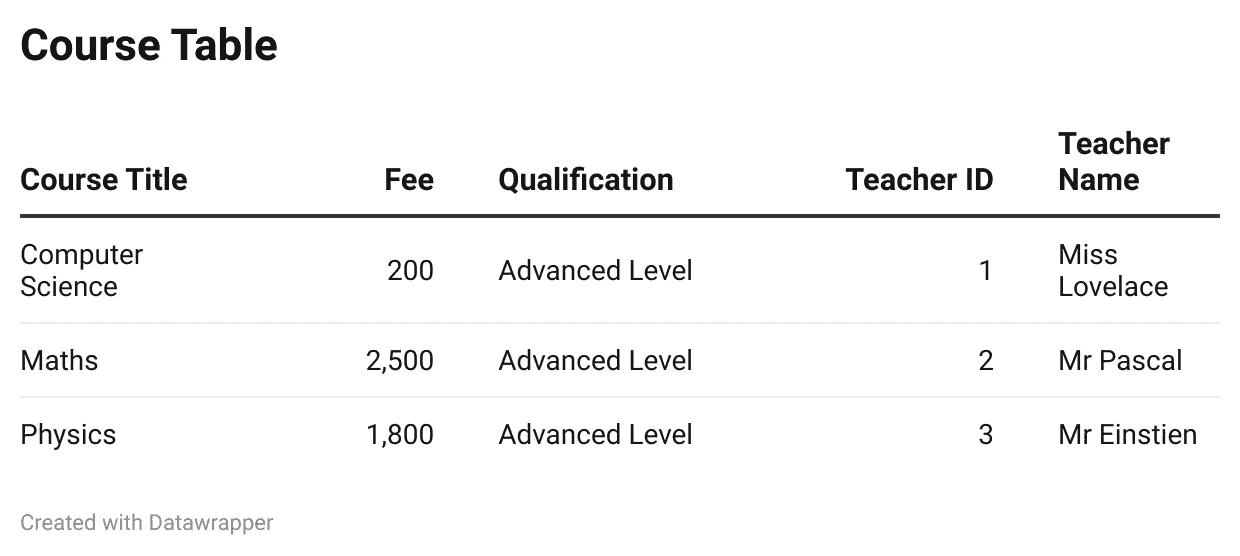 Course Table
Course Title Fee Qualification Teacher ID Teacher Name
Computer Science 200 Advanced Level 1 Miss Lovelace
Maths 2,500 Advanced Level 2 Mr Pascal
Physics 1,800 Advanced Level 3 Mr Einstien
Created with Datawrapper